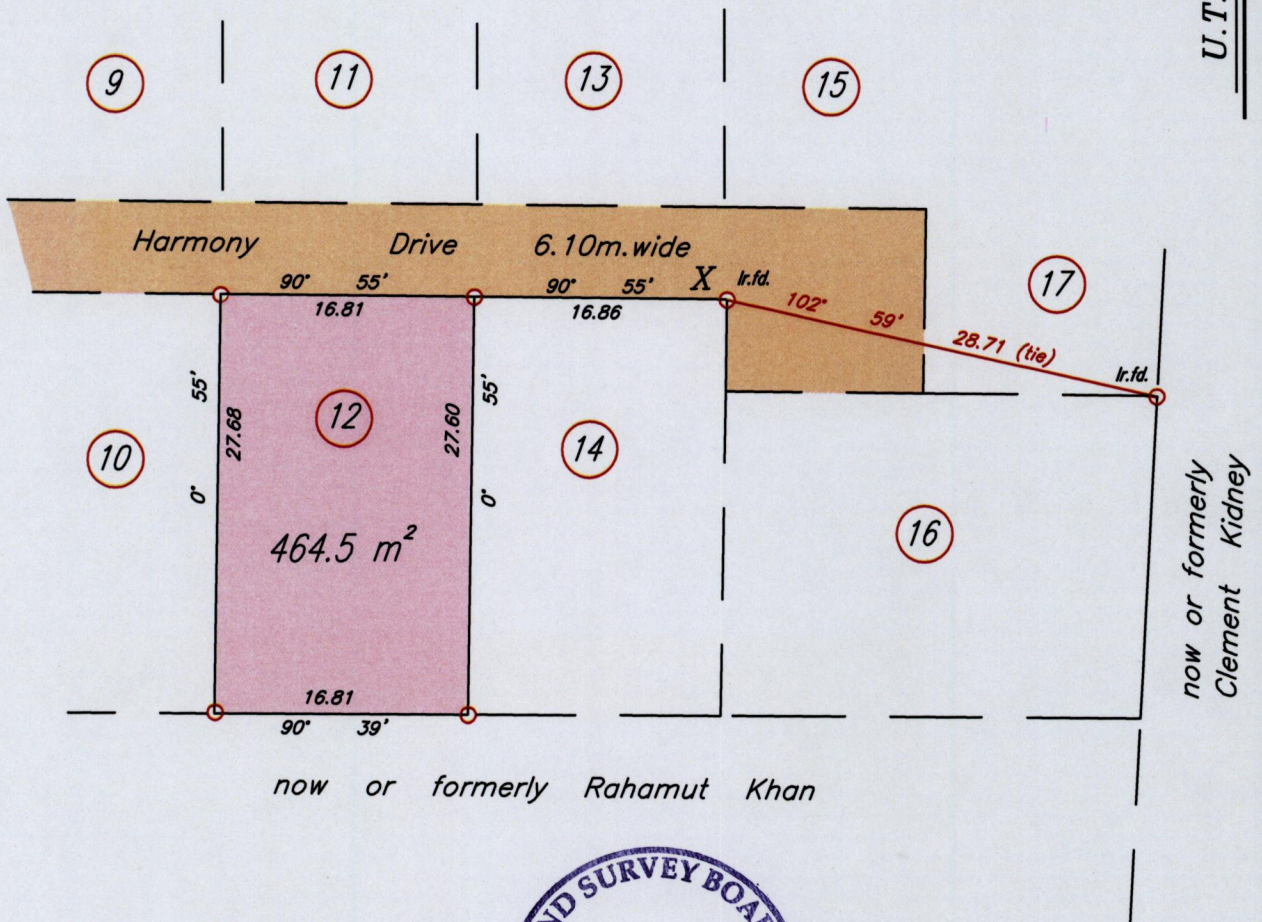 U.T.
9
11
13
15
Harmony Drive 6.10m.wide
17
90° 55'
16.81
90° 55'
16.86
X
Ir.fd.
102° 59' 28.71 (tie)
Ir.fd.
0° 55'
27.68
12
27.60
0° 55'
10
14
16
464.5 m²
now or formerly
Clement Kidney
16.81
90° 39'
now or formerly Rahamut Khan
ND SURVEY BOA